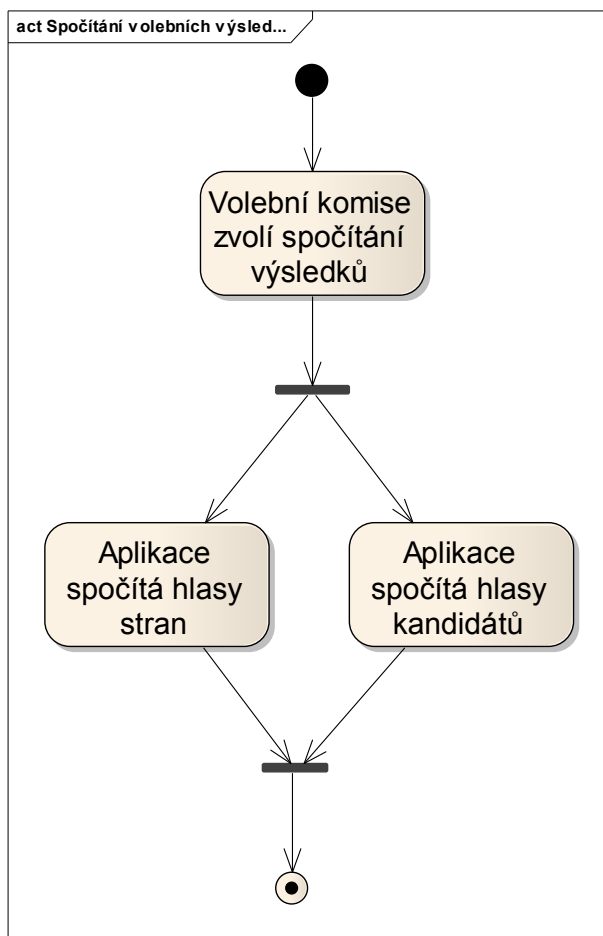 act Spočítání volebních výsled...
Volební komise
zvolí spočítání
výsledků
Aplikace
spočítá hlasy
stran
Aplikace
spočítá hlasy
kandidátů